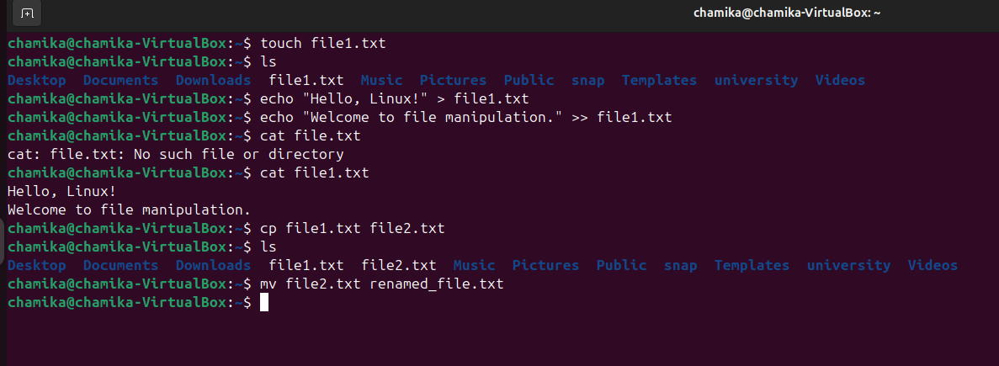 chamika@chamika-VirtualBox: ~
chamika@chamika-VirtualBox:~$ touch file1.txt
chamika@chamika-VirtualBox:~$ ls
Desktop Documents Downloads file1.txt Music Pictures Public snap Templates university Videos
chamika@chamika-VirtualBox:~$ echo "Hello, Linux!" > file1.txt
chamika@chamika-VirtualBox:~$ echo "Welcome to file manipulation." >> file1.txt
chamika@chamika-VirtualBox:~$ cat file.txt
cat: file.txt: No such file or directory
chamika@chamika-VirtualBox:~$ cat file1.txt
Hello, Linux!
Welcome to file manipulation.
chamika@chamika-VirtualBox:~$ cp file1.txt file2.txt
chamika@chamika-VirtualBox:~$ ls
Desktop Documents Downloads file1.txt file2.txt Music Pictures Public snap Templates university Videos
chamika@chamika-VirtualBox:~$ mv file2.txt renamed_file.txt
chamika@chamika-VirtualBox:~$